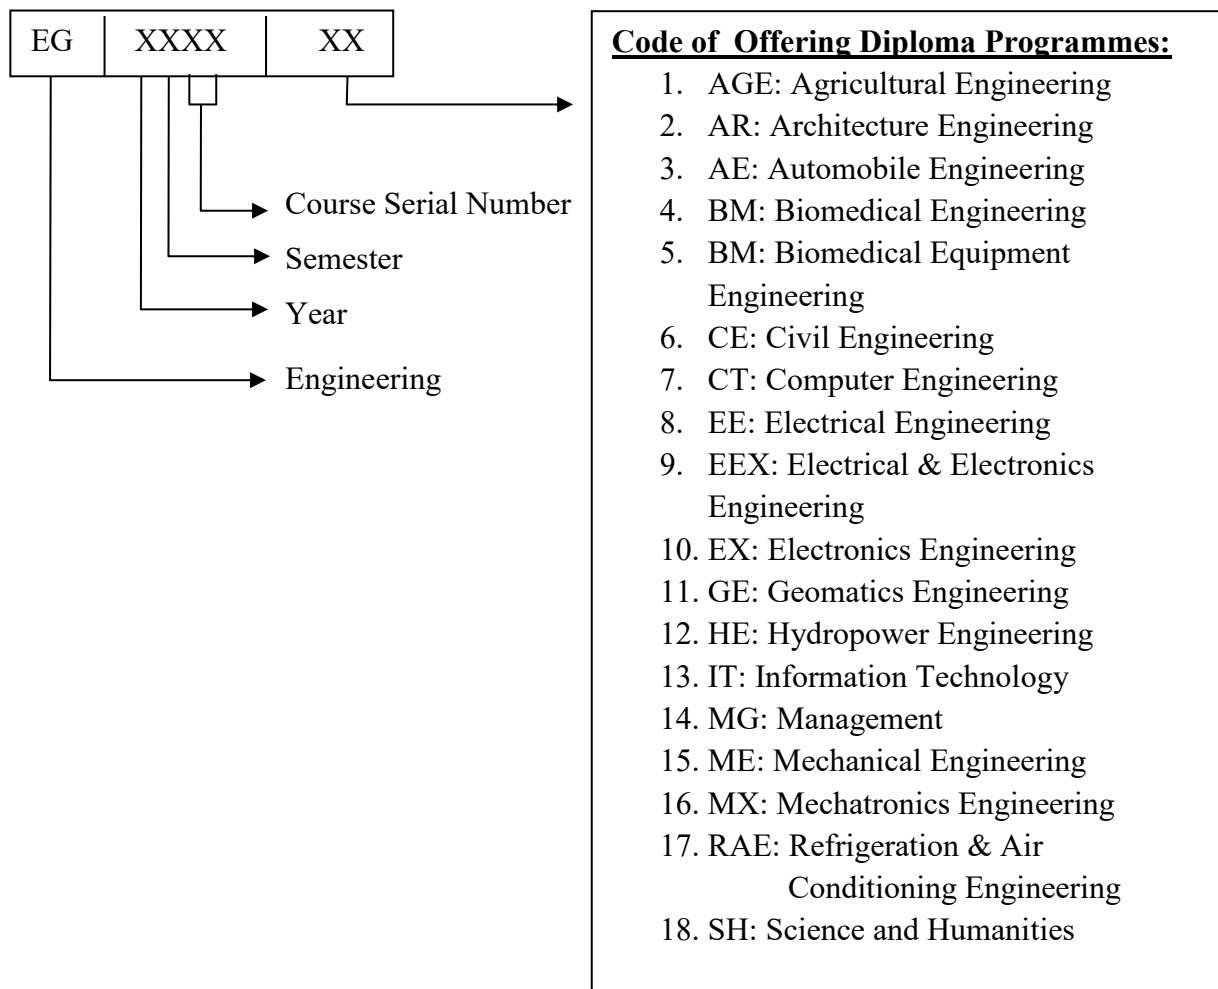 EG XXXX XX
Course Serial Number
Semester
Year
Engineering
Code of Offering Diploma Programmes:
1. AGE: Agricultural Engineering
2. AR: Architecture Engineering
3. AE: Automobile Engineering
4. BM: Biomedical Engineering
5. BM: Biomedical Equipment
Engineering
6. CE: Civil Engineering
7. CT: Computer Engineering
8. EE: Electrical Engineering
9. EEX: Electrical & Electronics
Engineering
10. EX: Electronics Engineering
11. GE: Geomatics Engineering
12. HE: Hydropower Engineering
13. IT: Information Technology
14. MG: Management
15. ME: Mechanical Engineering
16. MX: Mechatronics Engineering
17. RAE: Refrigeration & Air
Conditioning Engineering
18. SH: Science and Humanities